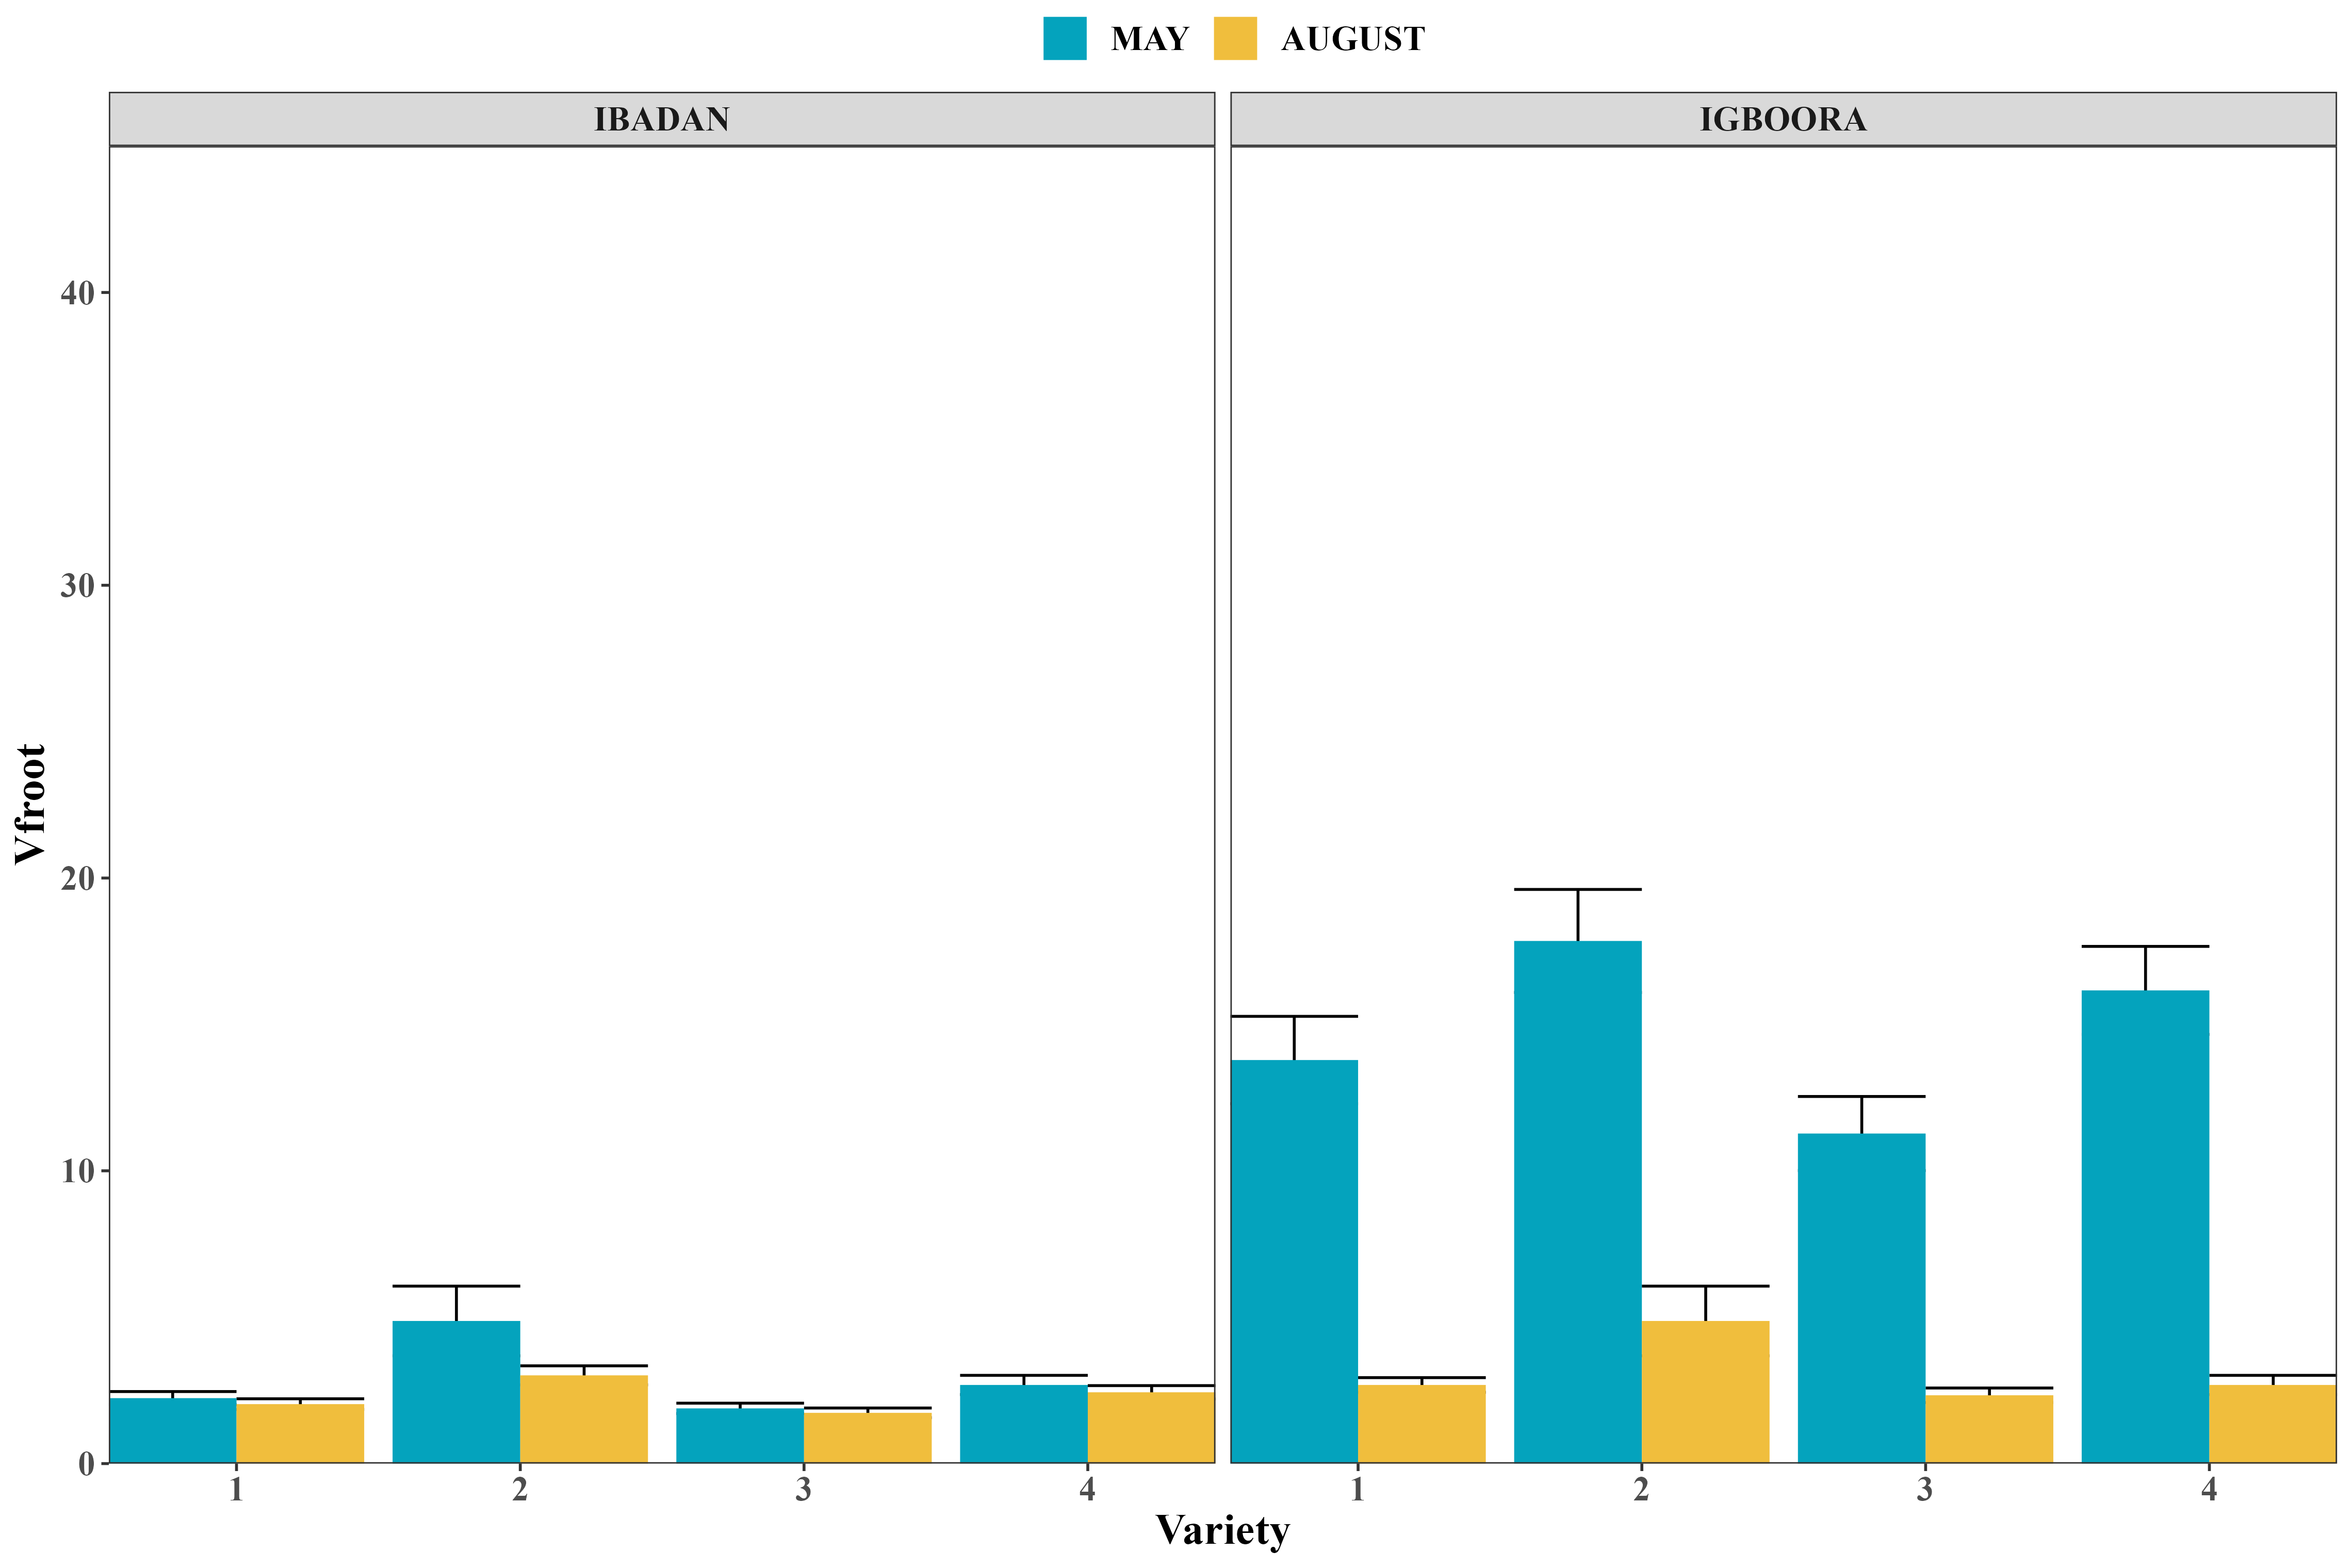 MAY AUGUST
IBADAN IGBOORA
40
30
20
10
0
Vfroot
1 2 3 4 1 2 3 4
Variety